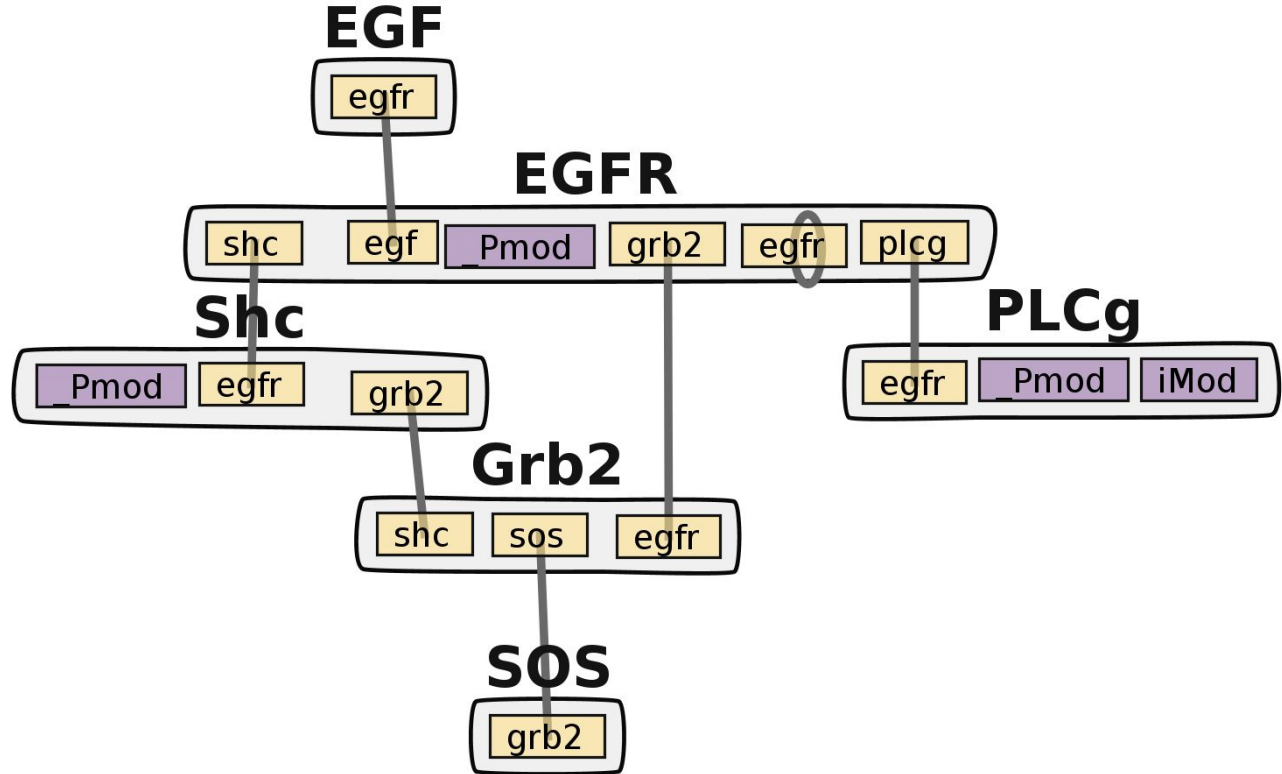 EGF
egfr
EGFR
shc egf _Pmod grb2 egfr plcg
Shc
_Pmod egfr grb2
PLCg
egfr _Pmod iMod
Grb2
shc sos egfr
SOS
grb2